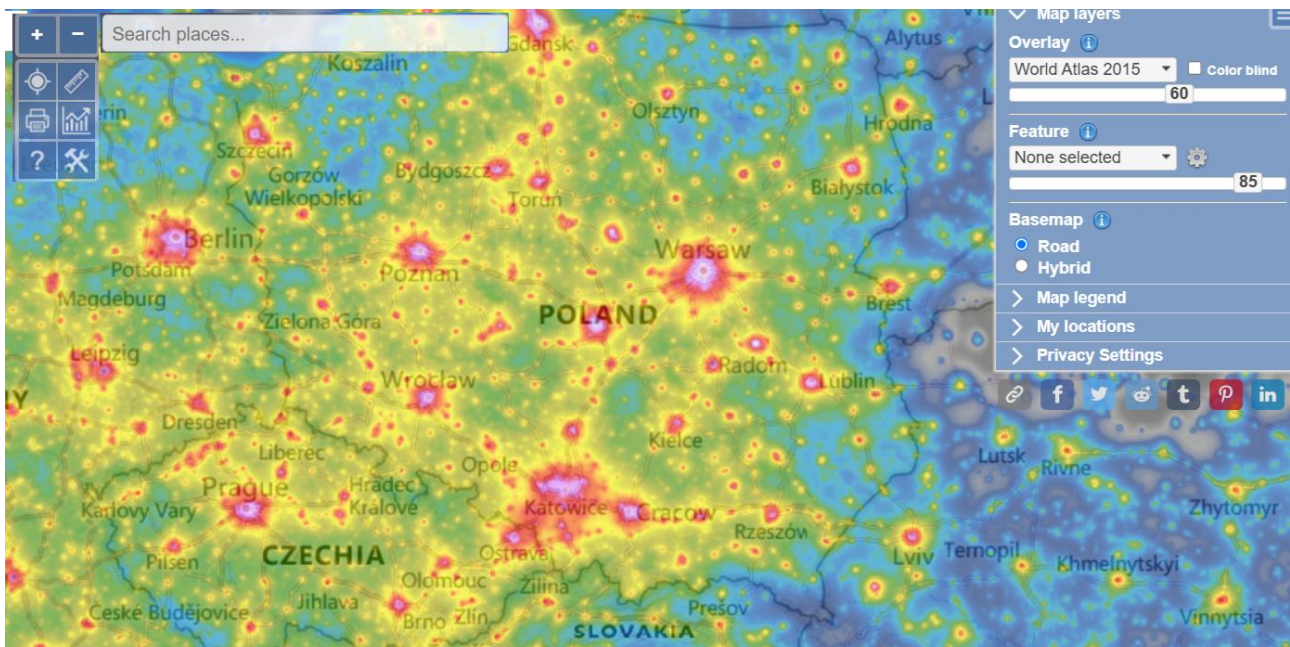 +
−
Search places...
?
Gdansk
Koszalin
Alytus
Olsztyn
Hrodna
Szczecin
Gorzów
Wielkopolski
Bydgoszcz
Toruń
Białystok
Berlin
Potsdam
Poznan
Warsaw
Magdeburg
Brest
Zielona Góra
POLAND
Leipzig
Radom
Wrocław
Lublin
Dresden
Kielce
Liberec
Opole
Lutsk
Rivne
Prague
Hradec
Králové
Katowice
Cracow
Karlovy Vary
Rzeszów
Zhytomyr
Pilsen
CZECHIA
Ostrava
Lviv
Ternopil
Khmelnytskyi
Olomouc
Žilina
České Budějovice
Jihlava
Brno
Zlín
Prešov
SLOVAKIA
Vinnytsia
Map layers
Overlay
World Atlas 2015
Color blind
60
Feature
None selected
85
Basemap
Road
Hybrid
Map legend
My locations
Privacy Settings
f
t
in